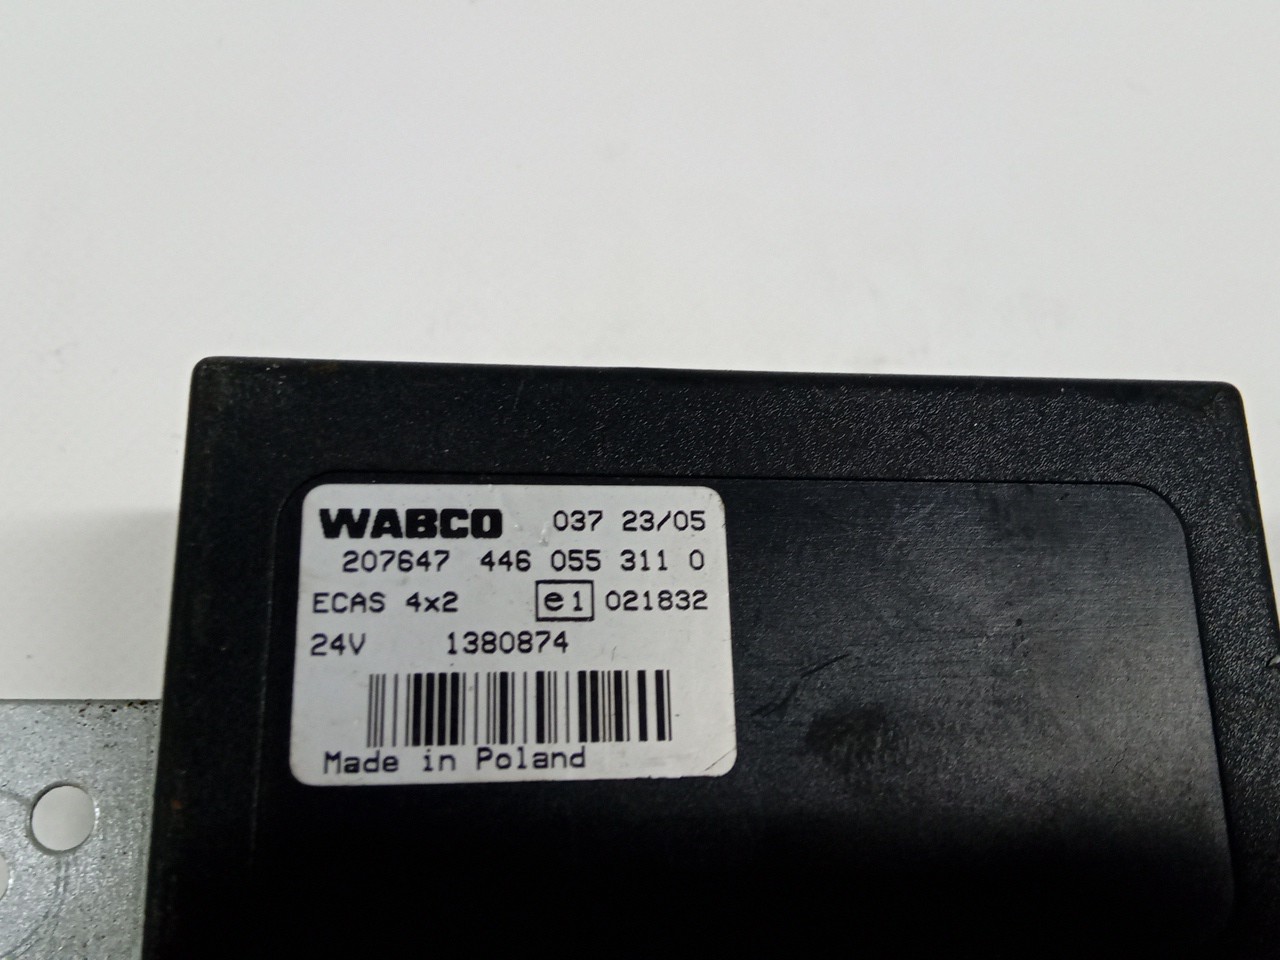 WABCO 037 23/05
207647 446 055 311 0
ECAS 4x2 e1 021832
24V 1380874
Made in Poland